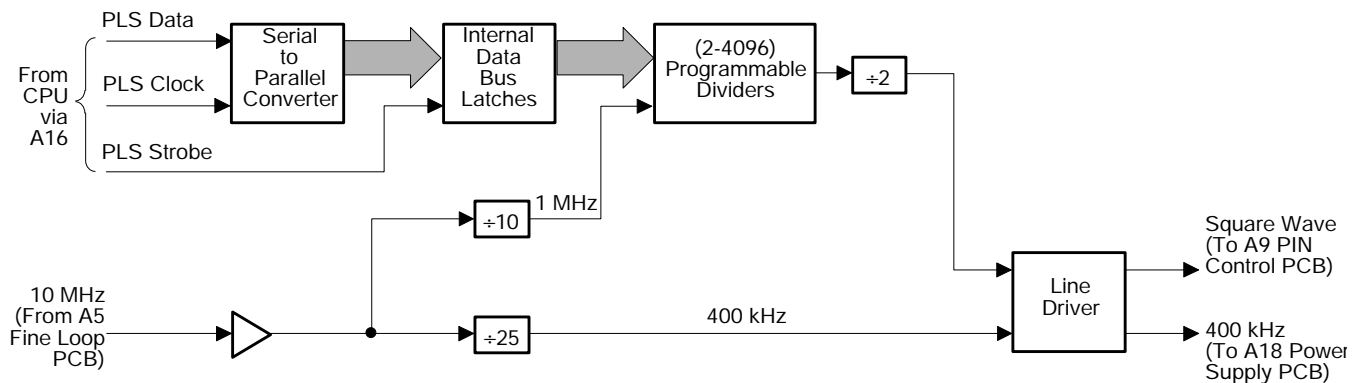 PLS Data
From
CPU
via
A16
PLS Clock
PLS Strobe
Serial
to
Parallel
Converter
Internal
Data
Bus
Latches
(2-4096)
Programmable
Dividers
÷2
÷10
1 MHz
10 MHz
(From A5
Fine Loop
PCB)
÷25
400 kHz
Line
Driver
Square Wave
(To A9 PIN
Control PCB)
400 kHz
(To A18 Power
Supply PCB)